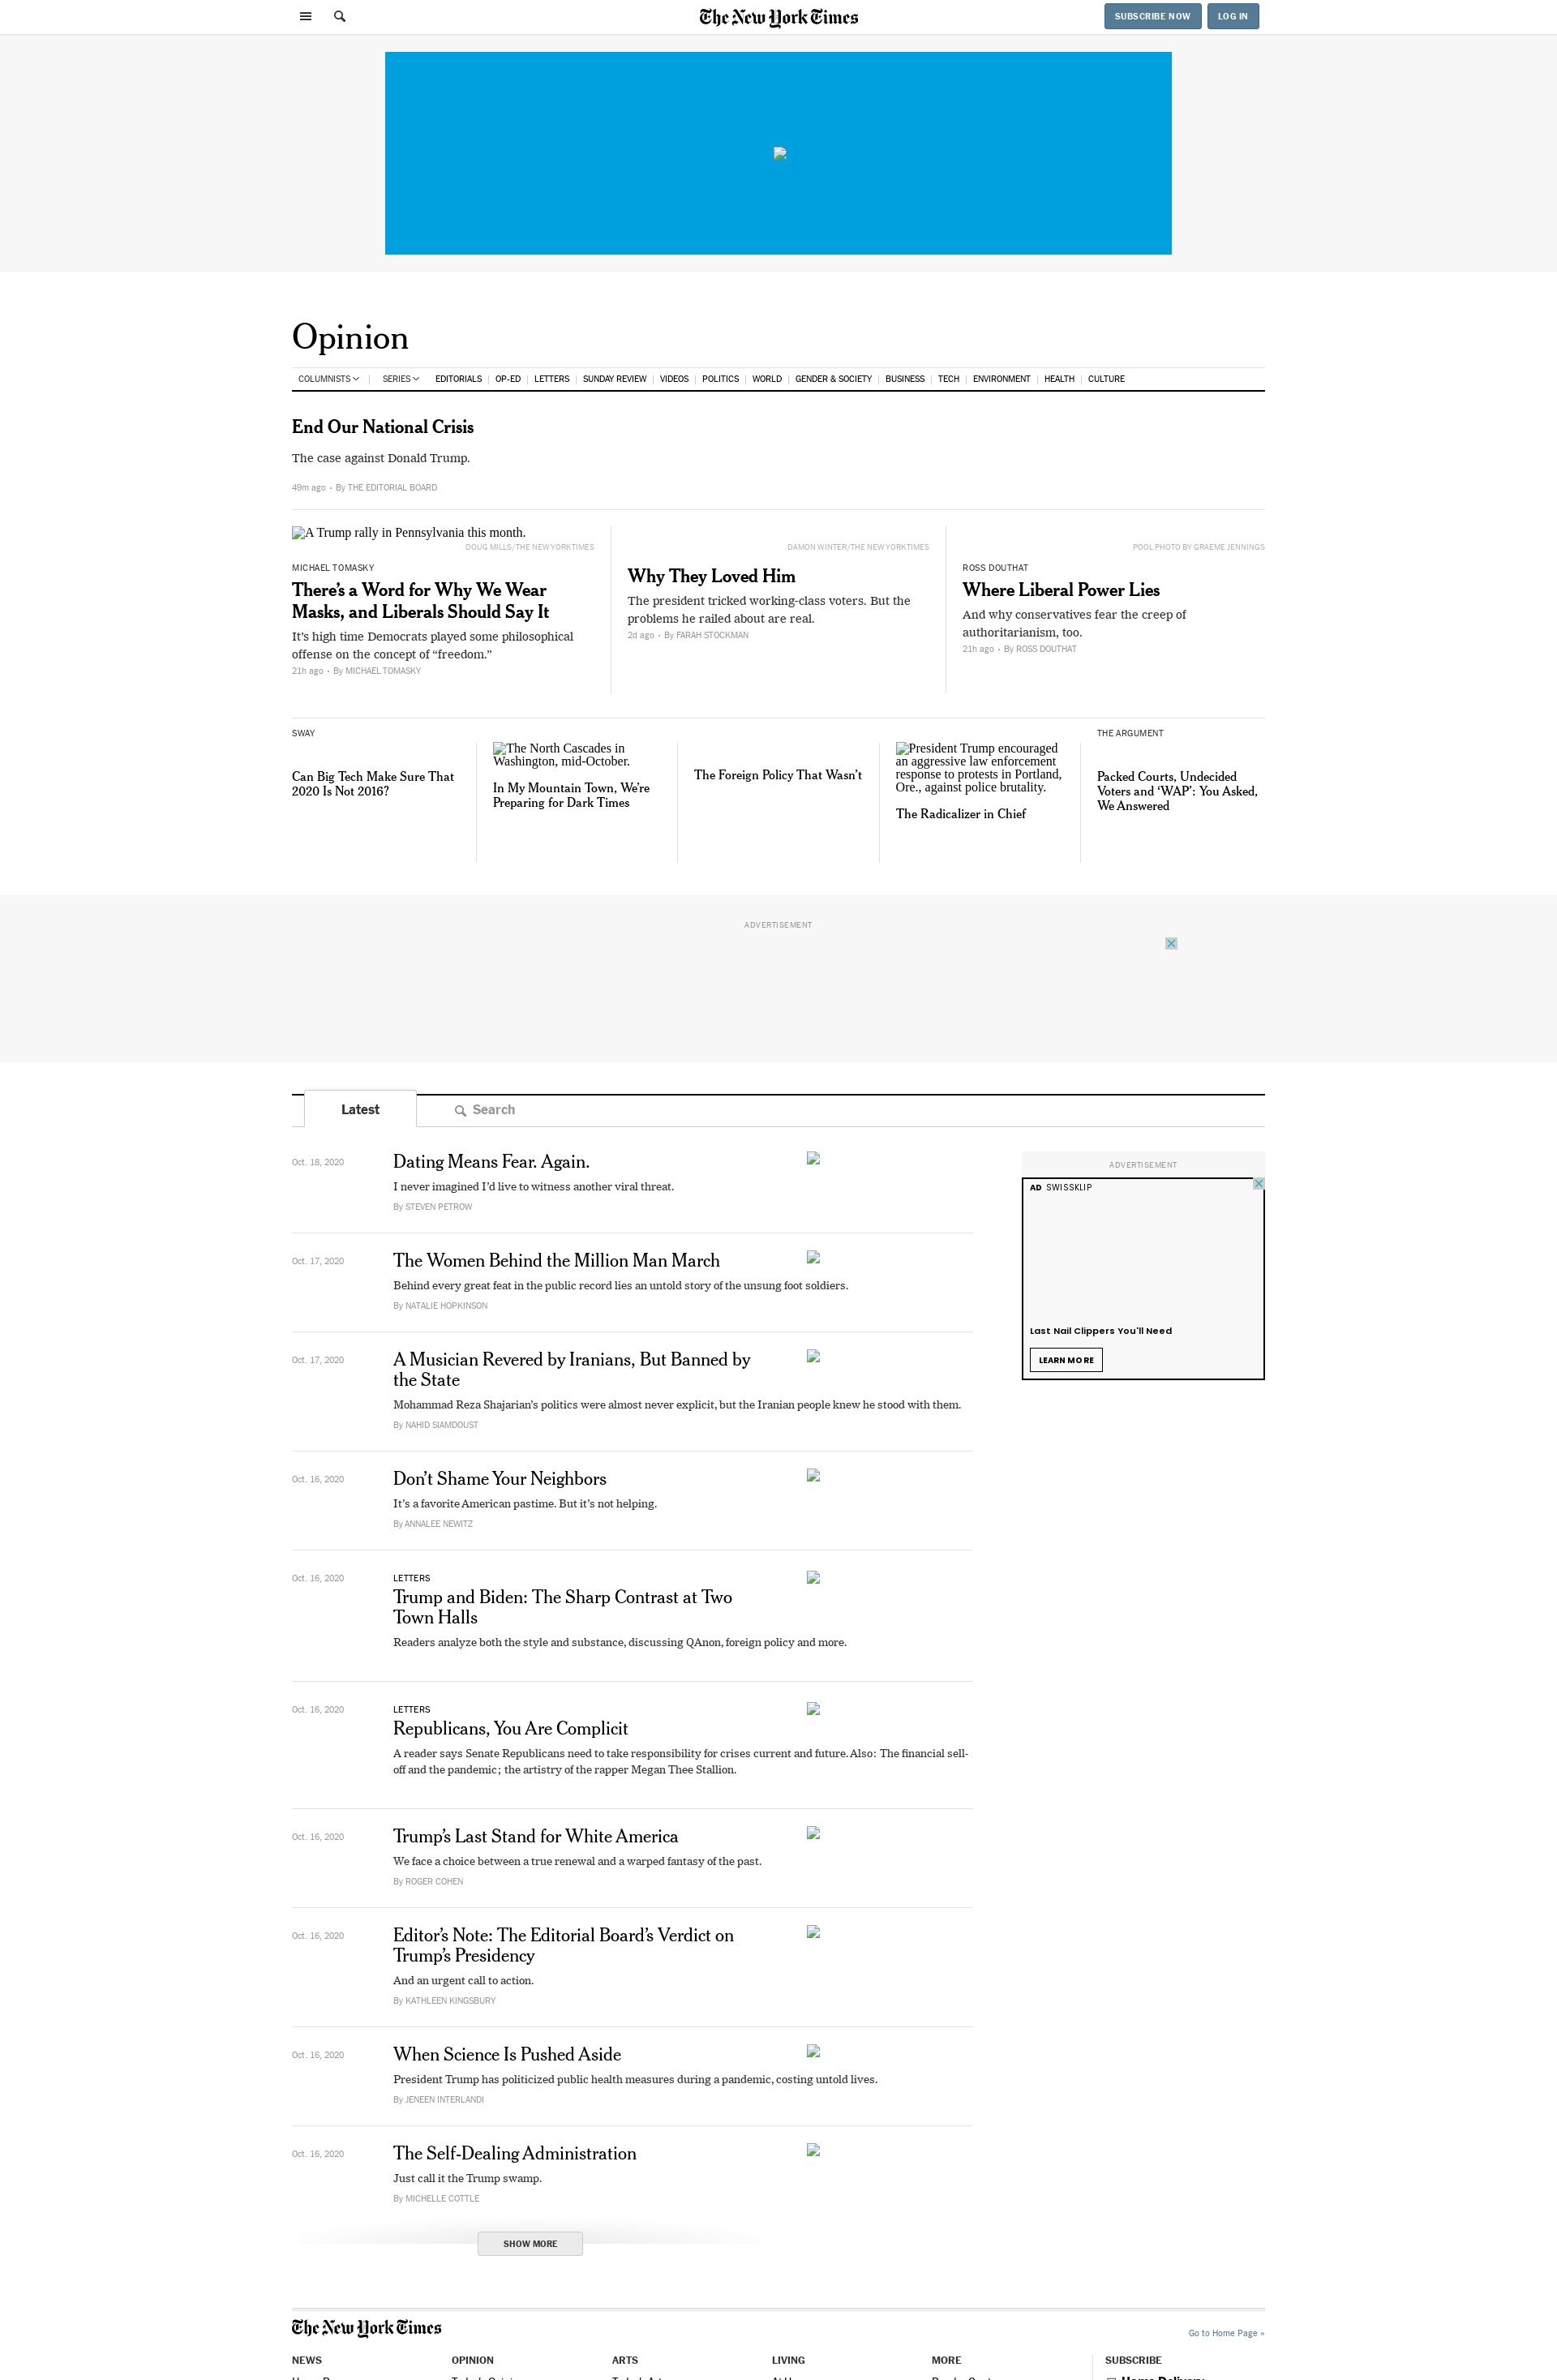 The New York Times
SUBSCRIBE NOW
LOG IN
Opinion
COLUMNISTS
SERIES
EDITORIALS
OP-ED
LETTERS
SUNDAY REVIEW
VIDEOS
POLITICS
WORLD
GENDER & SOCIETY
BUSINESS
TECH
ENVIRONMENT
HEALTH
CULTURE
End Our National Crisis
The case against Donald Trump.
49m ago • By THE EDITORIAL BOARD
A Trump rally in Pennsylvania this month.
DOUG MILLS/THE NEW YORK TIMES
MICHAEL TOMASKY
There’s a Word for Why We Wear
Masks, and Liberals Should Say It
It’s high time Democrats played some philosophical
offense on the concept of “freedom.”
21h ago • By MICHAEL TOMASKY
DAMON WINTER/THE NEW YORK TIMES
Why They Loved Him
The president tricked working-class voters. But the
problems he railed about are real.
2d ago • By FARAH STOCKMAN
POOL PHOTO BY GRAEME JENNINGS
ROSS DOUTHAT
Where Liberal Power Lies
And why conservatives fear the creep of
authoritarianism, too.
21h ago • By ROSS DOUTHAT
SWAY
Can Big Tech Make Sure That
2020 Is Not 2016?
The North Cascades in
Washington, mid-October.
In My Mountain Town, We’re
Preparing for Dark Times
The Foreign Policy That Wasn’t
President Trump encouraged
an aggressive law enforcement
response to protests in Portland,
Ore., against police brutality.
The Radicalizer in Chief
THE ARGUMENT
Packed Courts, Undecided
Voters and ‘WAP’: You Asked,
We Answered
ADVERTISEMENT
Latest
Search
Oct. 18, 2020
Dating Means Fear. Again.
I never imagined I’d live to witness another viral threat.
By STEVEN PETROW
Oct. 17, 2020
The Women Behind the Million Man March
Behind every great feat in the public record lies an untold story of the unsung foot soldiers.
By NATALIE HOPKINSON
Oct. 17, 2020
A Musician Revered by Iranians, But Banned by
the State
Mohammad Reza Shajarian’s politics were almost never explicit, but the Iranian people knew he stood with them.
By NAHID SIAMDOUST
Oct. 16, 2020
Don’t Shame Your Neighbors
It’s a favorite American pastime. But it’s not helping.
By ANNALEE NEWITZ
Oct. 16, 2020
LETTERS
Trump and Biden: The Sharp Contrast at Two
Town Halls
Readers analyze both the style and substance, discussing QAnon, foreign policy and more.
Oct. 16, 2020
LETTERS
Republicans, You Are Complicit
A reader says Senate Republicans need to take responsibility for crises current and future. Also: The financial sell-
off and the pandemic; the artistry of the rapper Megan Thee Stallion.
Oct. 16, 2020
Trump’s Last Stand for White America
We face a choice between a true renewal and a warped fantasy of the past.
By ROGER COHEN
Oct. 16, 2020
Editor’s Note: The Editorial Board’s Verdict on
Trump’s Presidency
And an urgent call to action.
By KATHLEEN KINGSBURY
Oct. 16, 2020
When Science Is Pushed Aside
President Trump has politicized public health measures during a pandemic, costing untold lives.
By JENEEN INTERLANDI
Oct. 16, 2020
The Self-Dealing Administration
Just call it the Trump swamp.
By MICHELLE COTTLE
SHOW MORE
ADVERTISEMENT
AD SWISSKLIP
Last Nail Clippers You'll Need
LEARN MORE
The New York Times
Go to Home Page »
NEWS
OPINION
ARTS
LIVING
MORE
SUBSCRIBE